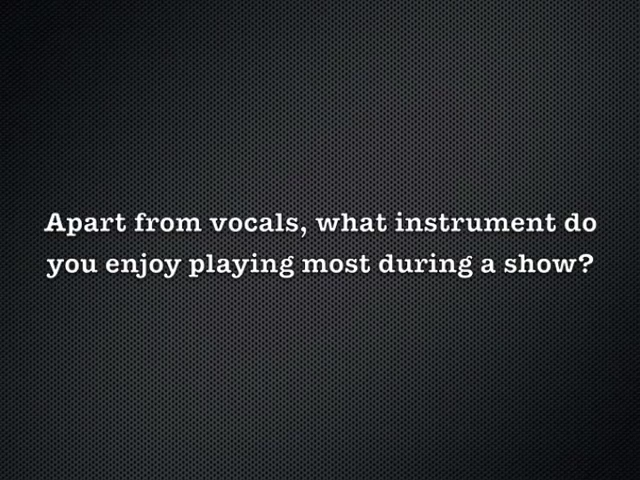 Apart from vocals, what instrument do
you enjoy playing most during a show?